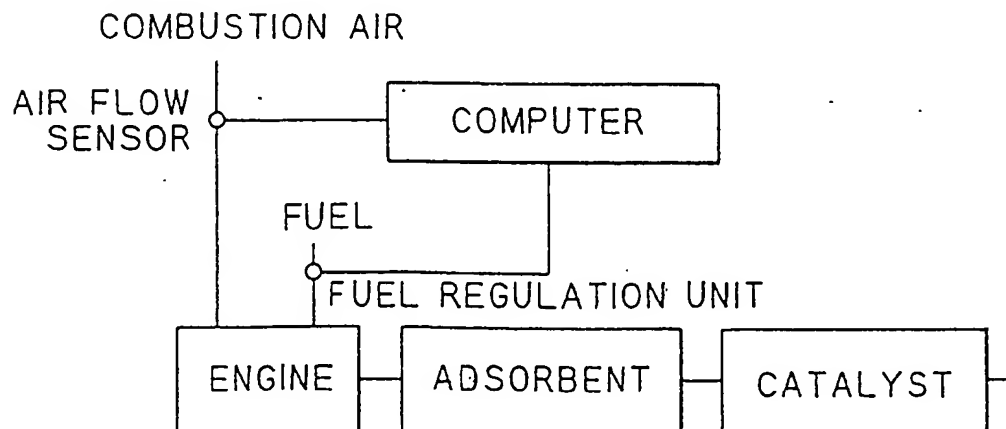 COMBUSTION AIR
AIR FLOW
SENSOR
COMPUTER
FUEL
FUEL REGULATION UNIT
ENGINE
ADSORBENT
CATALYST